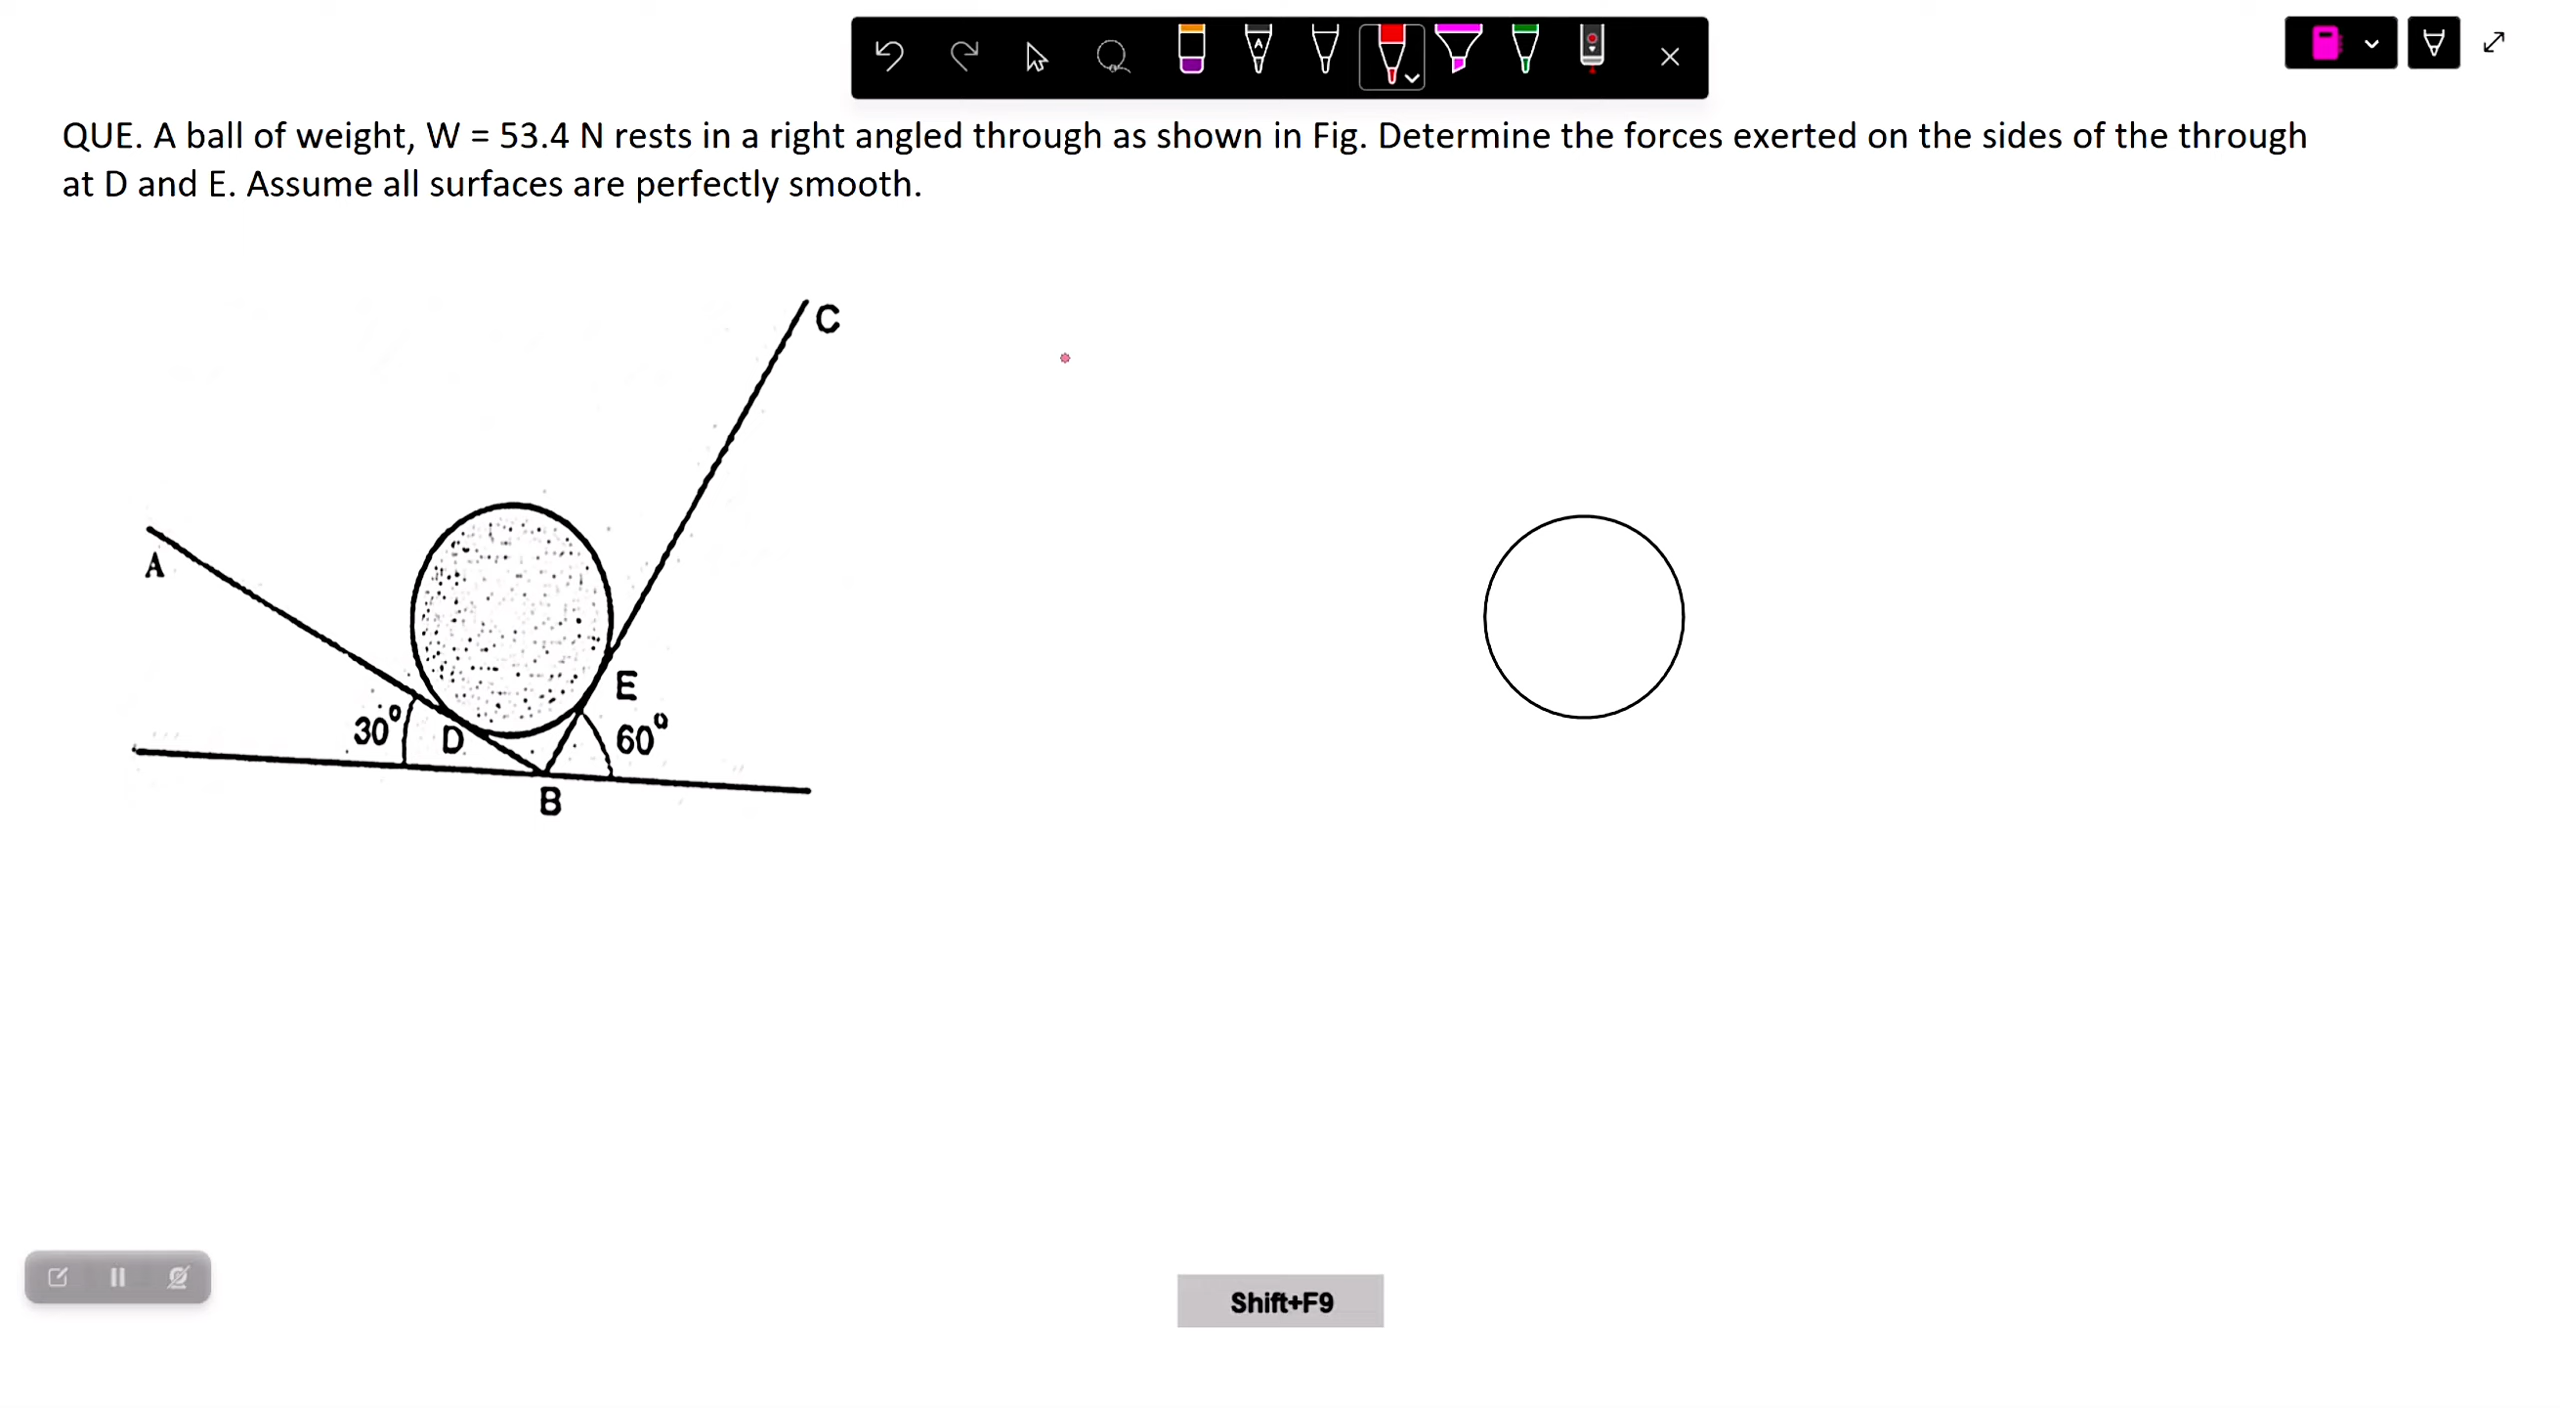 QUE. A ball of weight, W = 53.4 N rests in a right angled through as shown in Fig. Determine the forces exerted on the sides of the through
at D and E. Assume all surfaces are perfectly smooth.
C
A
E
30° D 60°
B
Shift+F9